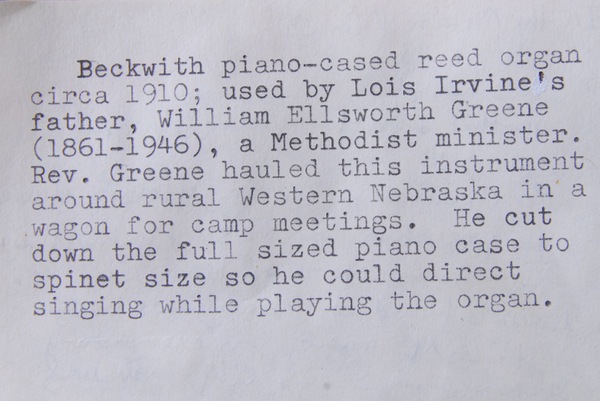 Beckwith piano-cased reed organ
circa 1910; used by Lois Irvine's
father, William Ellsworth Greene
(1861-1946), a Methodist minister.
Rev. Greene hauled this instrument
around rural Western Nebraska in a
wagon for camp meetings. He cut
down the full sized piano case to
spinet size so he could direct
singing while playing the organ.